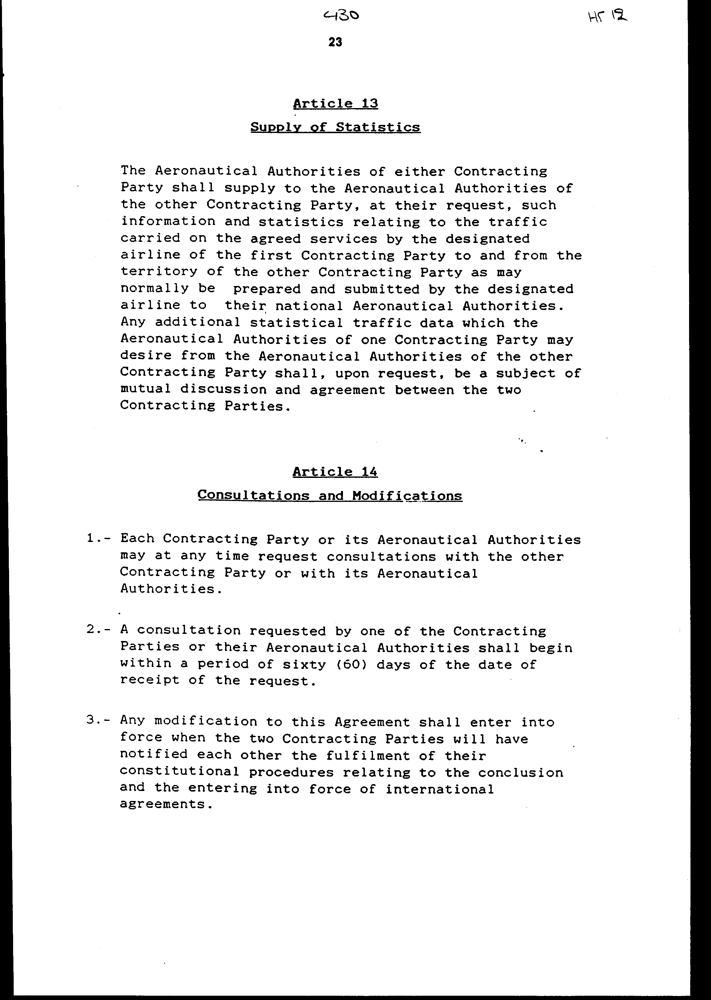 430
23
Article 13
Supply of Statistics
The Aeronautical Authorities of either Contracting
Party shall supply to the Aeronautical Authorities of
the other Contracting Party, at their request, such
information and statistics relating to the traffic
carried on the agreed services by the designated
airline of the first Contracting Party to and from the
territory of the other Contracting Party as may
normally be prepared and submitted by the designated
airline to their national Aeronautical Authorities.
Any additional statistical traffic data which the
Aeronautical Authorities of one Contracting Party may
desire from the Aeronautical Authorities of the other
Contracting Party shall, upon request, be a subject of
mutual discussion and agreement between the two
Contracting Parties.
Article 14
Consultations and Modifications
1.- Each Contracting Party or its Aeronautical Authorities
may at any time request consultations with the other
Contracting Party or with its Aeronautical
Authorities.
2.- A consultation requested by one of the Contracting
Parties or their Aeronautical Authorities shall begin
within a period of sixty (60) days of the date of
receipt of the request.
3.- Any modification to this Agreement shall enter into
force when the two Contracting Parties will have
notified each other the fulfilment of their
constitutional procedures relating to the conclusion
and the entering into force of international
agreements.